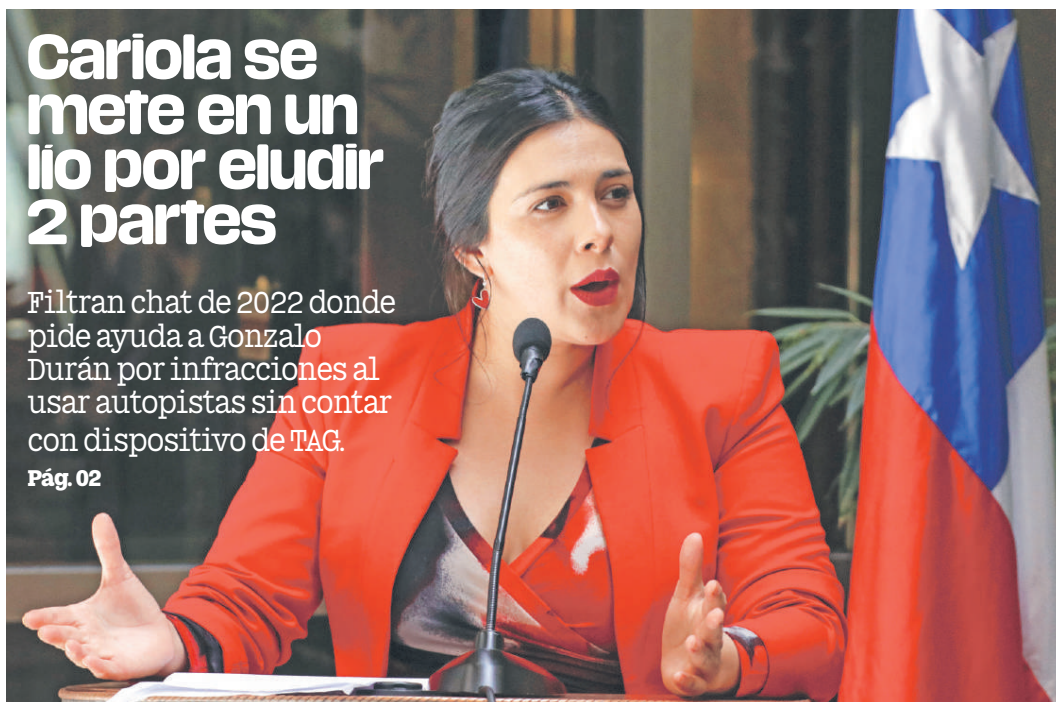 Cariola se
mete en un
lío por eludir
2 partes
Filtran chat de 2022 donde
pide ayuda a Gonzalo
Durán por infracciones al
usar autopistas sin contar
con dispositivo de TAG.
Pág. 02